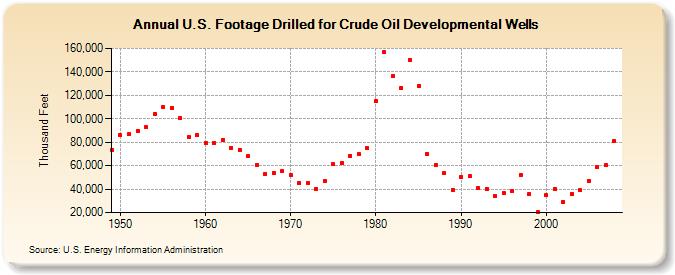 Annual U.S. Footage Drilled for Crude Oil Developmental Wells
Thousand Feet
160,000
140,000
120,000
100,000
80,000
60,000
40,000
20,000
1950 1960 1970 1980 1990 2000
Source: U.S. Energy Information Administration